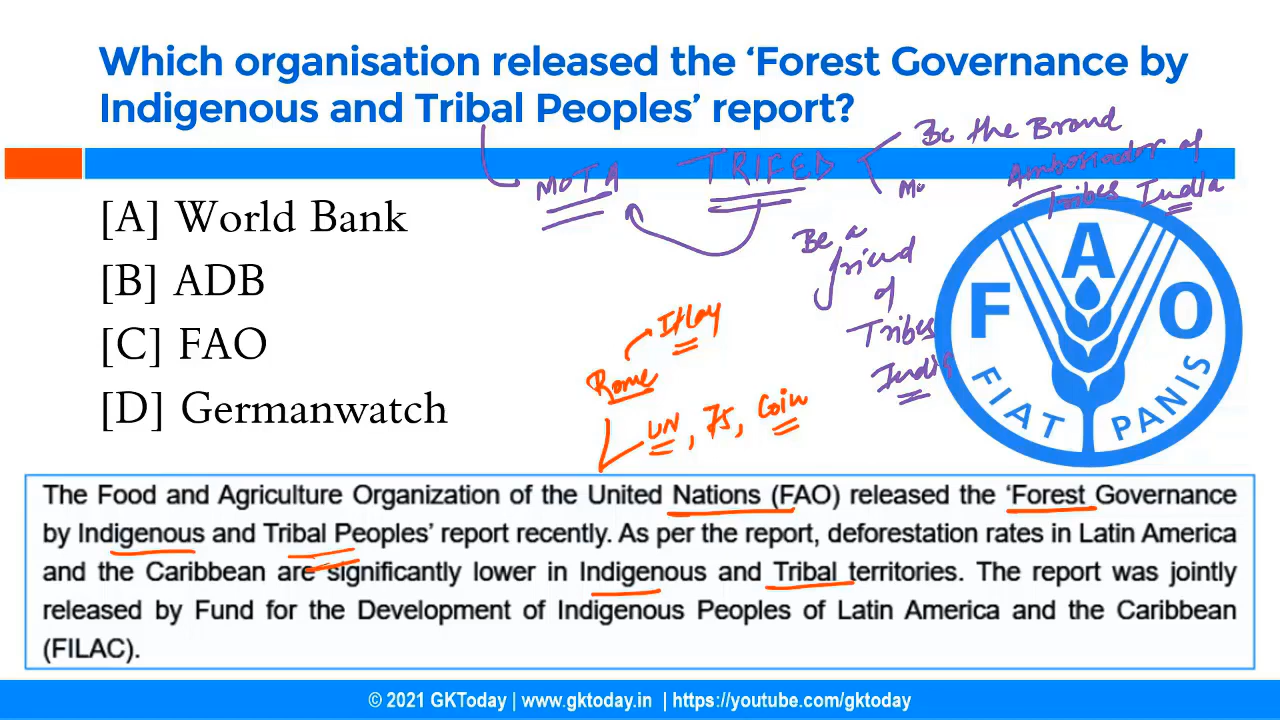 Which organisation released the ‘Forest Governance by
Indigenous and Tribal Peoples’ report?
MOTA TRIFED Be the Brand
Ambassador of
Tribes India
Be a
friend
of
Tribes
India
[A] World Bank
[B] ADB
[C] FAO
[D] Germanwatch
Rome
UN, 75, Coin
FAO
FIAT PANIS
The Food and Agriculture Organization of the United Nations (FAO) released the ‘Forest Governance
by Indigenous and Tribal Peoples’ report recently. As per the report, deforestation rates in Latin America
and the Caribbean are significantly lower in Indigenous and Tribal territories. The report was jointly
released by Fund for the Development of Indigenous Peoples of Latin America and the Caribbean
(FILAC).
© 2021 GKToday | www.gktoday.in | https://youtube.com/gktoday